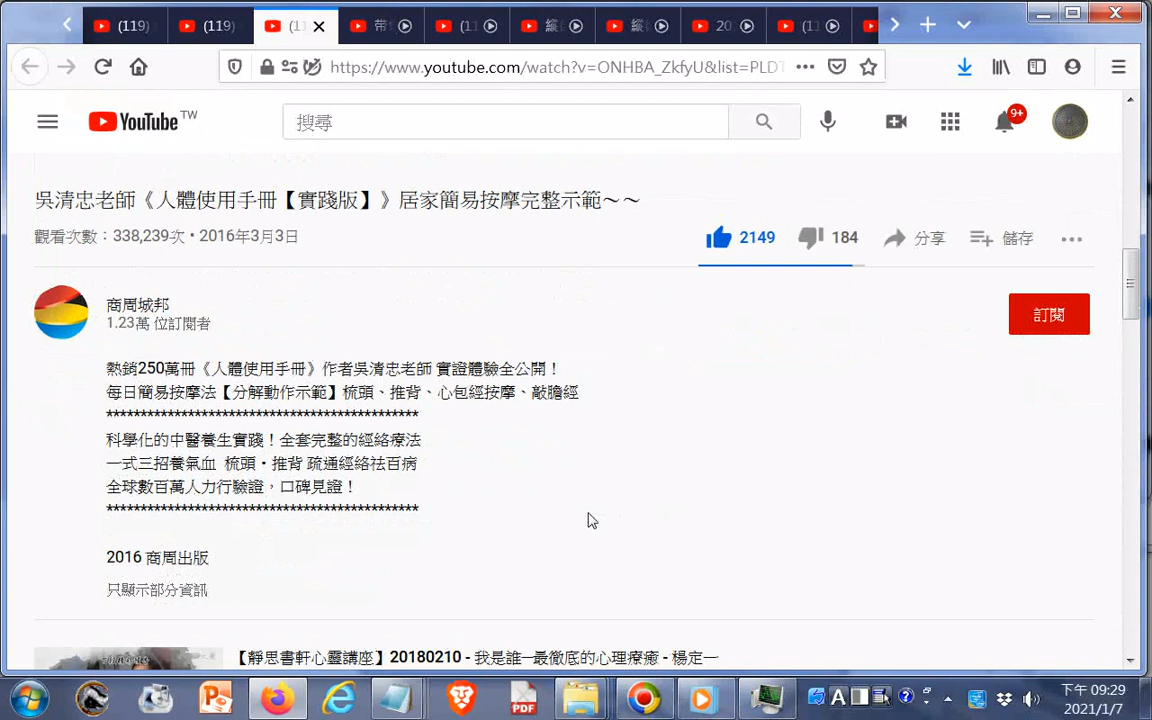 (119)
(119)
(11
帶
(11
縱
縱
20
(11
https://www.youtube.com/watch?v=ONHBA_ZkfyU&list=PLDT
YouTube TW
搜尋
9+
吳清忠老師《人體使用手冊【實踐版】》居家簡易按摩完整示範～～
觀看次數：338,239次 • 2016年3月3日
2149
184
分享
儲存
商周城邦
1.23萬 位訂閱者
訂閱
熱銷250萬冊《人體使用手冊》作者吳清忠老師 實證體驗全公開！
每日簡易按摩法【分解動作示範】梳頭、推背、心包經按摩、敲膽經
**********************************************
科學化的中醫養生實踐！全套完整的經絡療法
一式三招養氣血 梳頭‧推背 疏通經絡祛百病
全球數百萬人力行驗證，口碑見證！
**********************************************
2016 商周出版
只顯示部分資訊
【靜思書軒心靈講座】20180210 - 我是誰─最徹底的心理療癒 - 楊定一
PDF
A
下午 09:29
2021/1/7